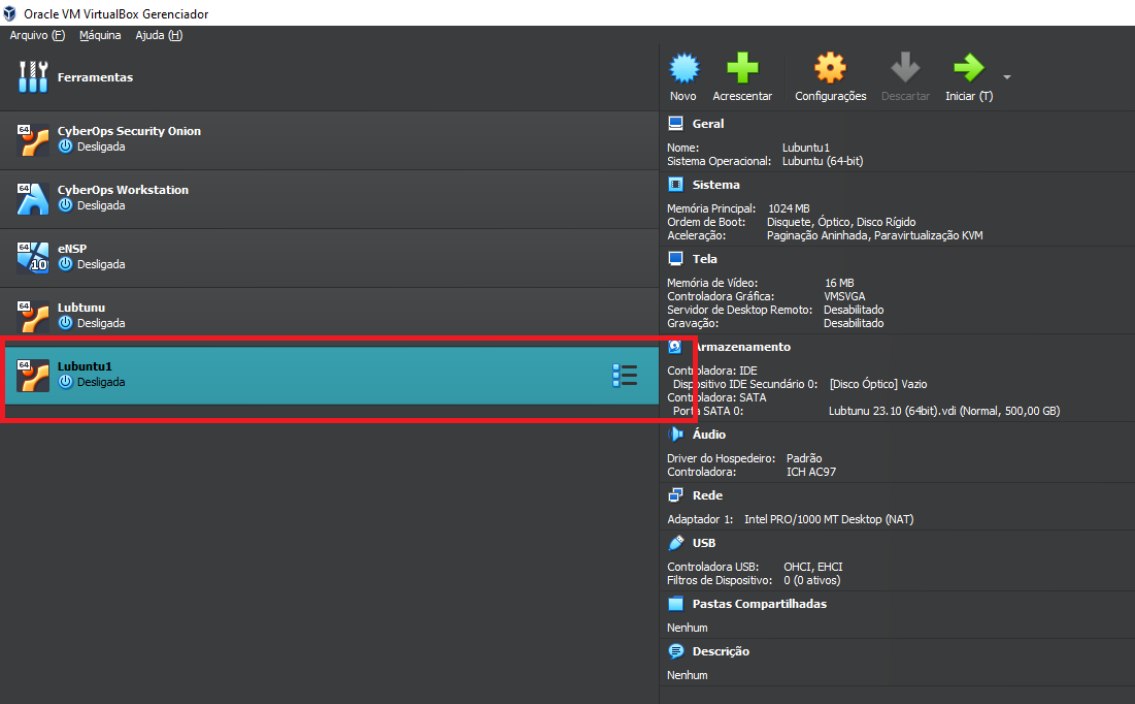 Oracle VM VirtualBox Gerenciador
Arquivo (F) Máquina Ajuda (H)
Ferramentas
64
CyberOps Security Onion
Desligada
64
CyberOps Workstation
Desligada
64
10
eNSP
Desligada
64
Lubtunu
Desligada
64
Lubuntu1
Desligada
Novo Acrescentar Configurações Descartar Iniciar (T)
Geral
Nome: Lubuntu1
Sistema Operacional: Lubuntu (64-bit)
Sistema
Memória Principal: 1024 MB
Ordem de Boot: Disquete, Óptico, Disco Rígido
Aceleração: Paginação Aninhada, Paravirtualização KVM
Tela
Memória de Vídeo: 16 MB
Controladora Gráfica: VMSVGA
Servidor de Desktop Remoto: Desabilitado
Gravação: Desabilitado
Armazenamento
Controladora: IDE
Dispositivo IDE Secundário 0: [Disco Óptico] Vazio
Controladora: SATA
Porta SATA 0: Lubtunu 23.10 (64bit).vdi (Normal, 500,00 GB)
Áudio
Driver do Hospedeiro: Padrão
Controladora: ICH AC97
Rede
Adaptador 1: Intel PRO/1000 MT Desktop (NAT)
USB
Controladora USB: OHCI, EHCI
Filtros de Dispositivo: 0 (0 ativos)
Pastas Compartilhadas
Nenhum
Descrição
Nenhum